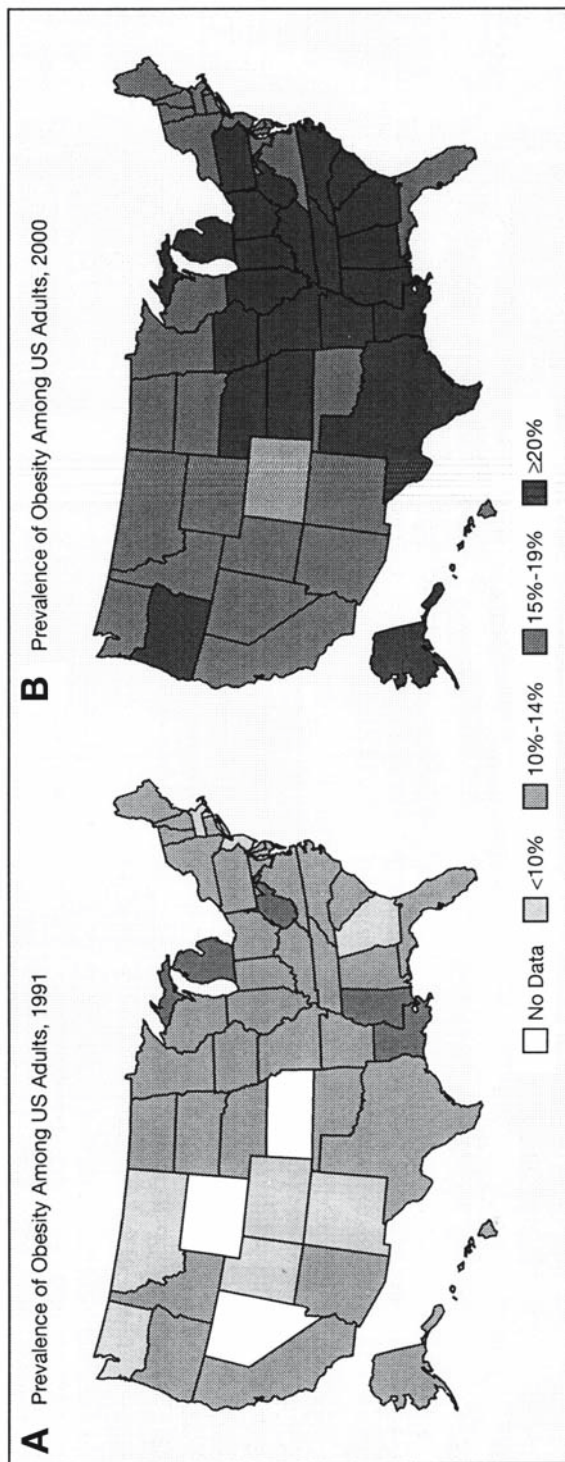 A Prevalence of Obesity Among US Adults, 1991
B Prevalence of Obesity Among US Adults, 2000
No Data <10% 10%-14% 15%-19% ≥20%